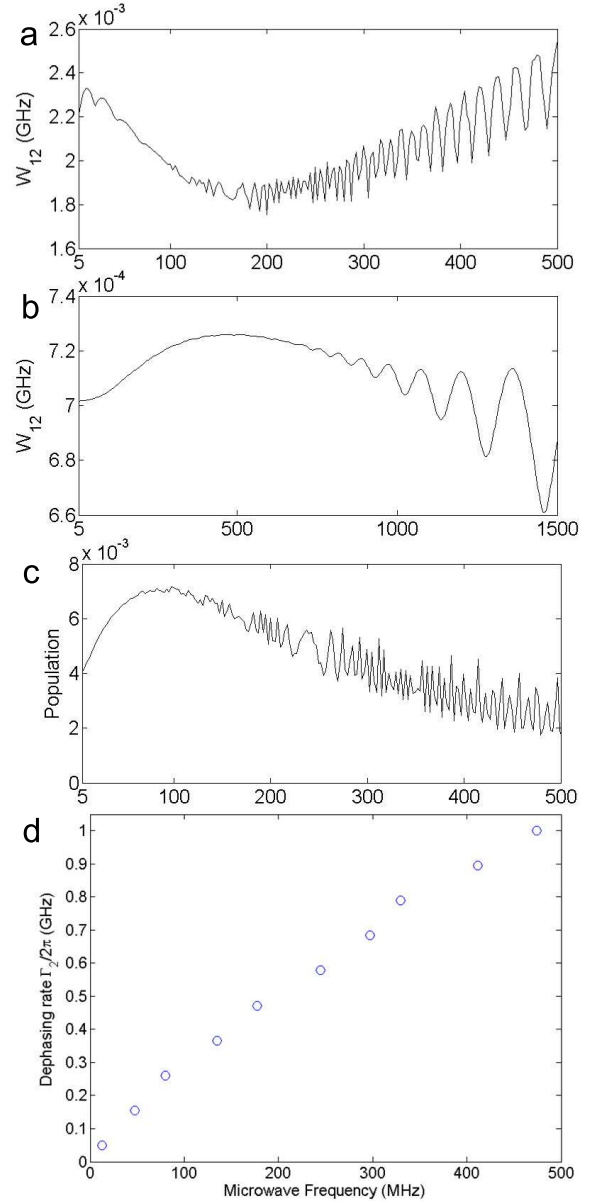 a
x 10⁻³
2.6
2.4
2.2
2
1.8
1.6
W₁₂ (GHz)
5 100 200 300 400 500
b
x 10⁻⁴
7.4
7.2
7
6.8
6.6
W₁₂ (GHz)
5 500 1000 1500
c
x 10⁻³
8
6
4
2
0
Population
5 100 200 300 400 500
d
1
0.9
0.8
0.7
0.6
0.5
0.4
0.3
0.2
0.1
0
Dephasing rate Γ₂/2π (GHz)
0 100 200 300 400 500
Microwave Frequency (MHz)